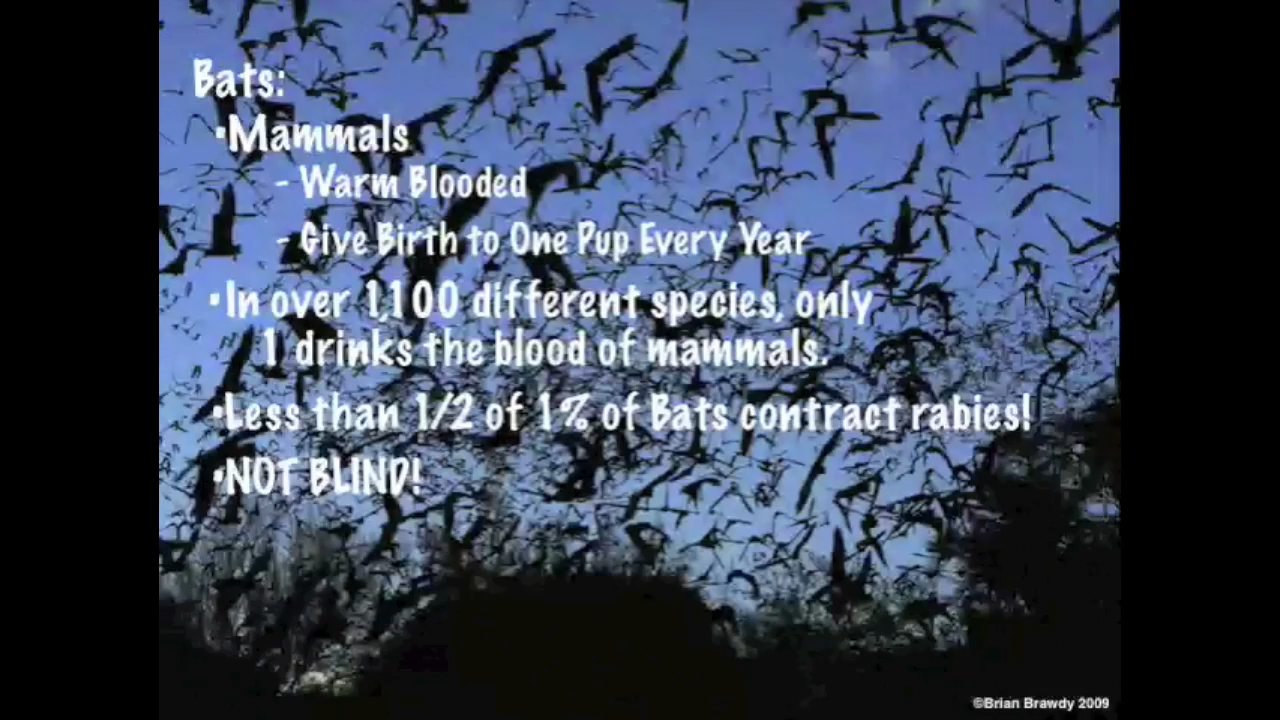 Bats:
•Mammals
- Warm Blooded
- Give Birth to One Pup Every Year
•In over 1,100 different species, only
1 drinks the blood of mammals.
•Less than 1/2 of 1% of Bats contract rabies!
•NOT BLIND!
©Brian Brawdy 2009